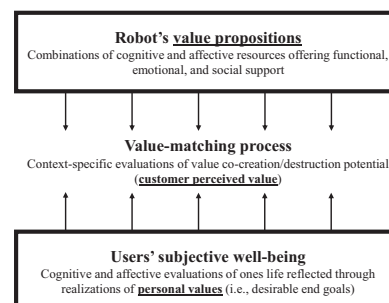 Robot's value propositions
Combinations of cognitive and affective resources offering functional,
emotional, and social support
Value-matching process
Context-specific evaluations of value co-creation/destruction potential
(customer perceived value)
Users' subjective well-being
Cognitive and affective evaluations of ones life reflected through
realizations of personal values (i.e., desirable end goals)